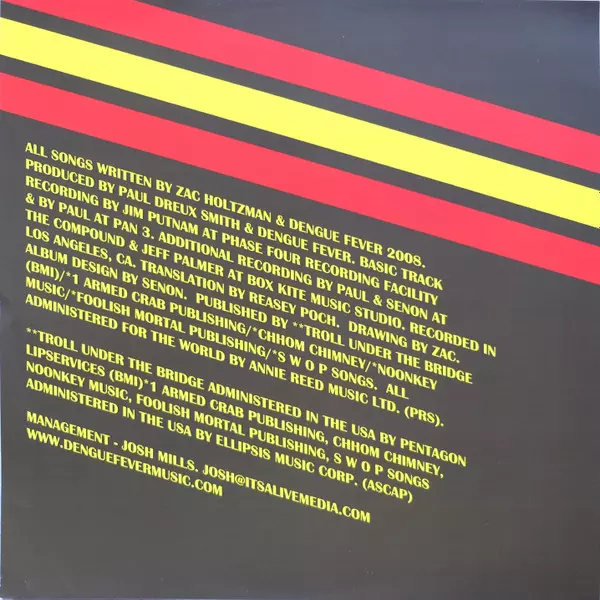 ALL SONGS WRITTEN BY ZAC HOLTZMAN & DENGUE FEVER 2008.
PRODUCED BY PAUL DREUX SMITH & DENGUE FEVER. BASIC TRACK
RECORDING BY JIM PUTNAM AT PHASE FOUR RECORDING FACILITY
& BY PAUL AT PAN 3. ADDITIONAL RECORDING BY PAUL & SENON AT
THE COMPOUND & JEFF PALMER AT BOX KITE MUSIC STUDIO. RECORDED IN
LOS ANGELES, CA. TRANSLATION BY REASEY POCH. DRAWING BY ZAC.
ALBUM DESIGN BY SENON. PUBLISHED BY **TROLL UNDER THE BRIDGE
(BMI)/*1 ARMED CRAB PUBLISHING/*CHHOM CHIMNEY/*NOONKEY
MUSIC/*FOOLISH MORTAL PUBLISHING/*S W O P SONGS. ALL
ADMINISTERED FOR THE WORLD BY ANNIE REED MUSIC LTD. (PRS).
**TROLL UNDER THE BRIDGE ADMINISTERED IN THE USA BY PENTAGON
LIPSERVICES (BMI)*1 ARMED CRAB PUBLISHING, CHHOM CHIMNEY,
NOONKEY MUSIC, FOOLISH MORTAL PUBLISHING, S W O P SONGS
ADMINISTERED IN THE USA BY ELLIPSIS MUSIC CORP. (ASCAP)
MANAGEMENT - JOSH MILLS. JOSH@ITSALIVEMEDIA.COM
WWW.DENGUEFEVERMUSIC.COM